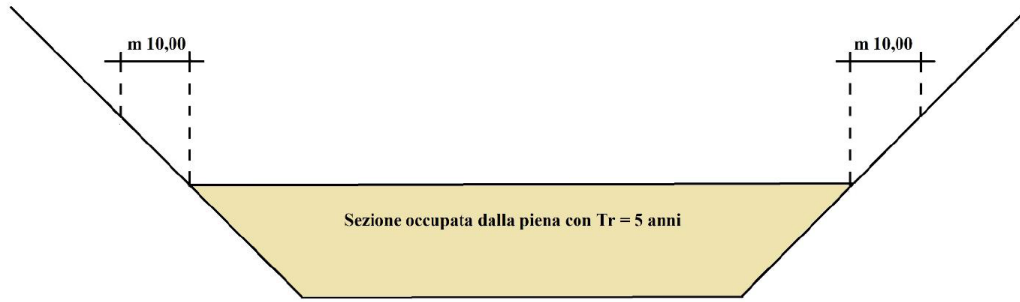 m 10,00
m 10,00
Sezione occupata dalla piena con Tr = 5 anni